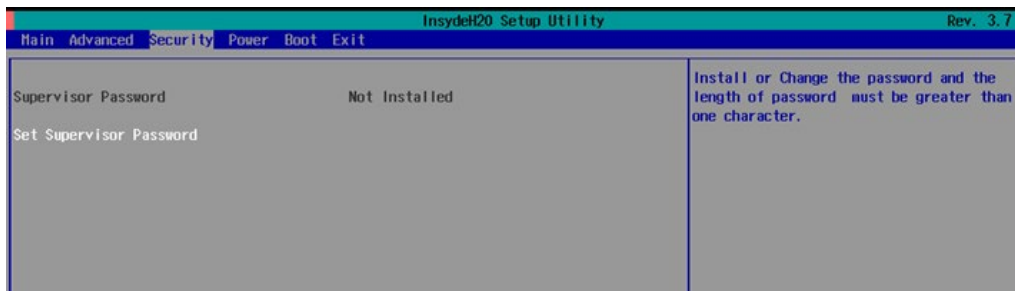 InsydeH20 Setup Utility Rev. 3.7
Main Advanced Security Power Boot Exit
Supervisor Password Not Installed
Set Supervisor Password
Install or Change the password and the
length of password must be greater than
one character.